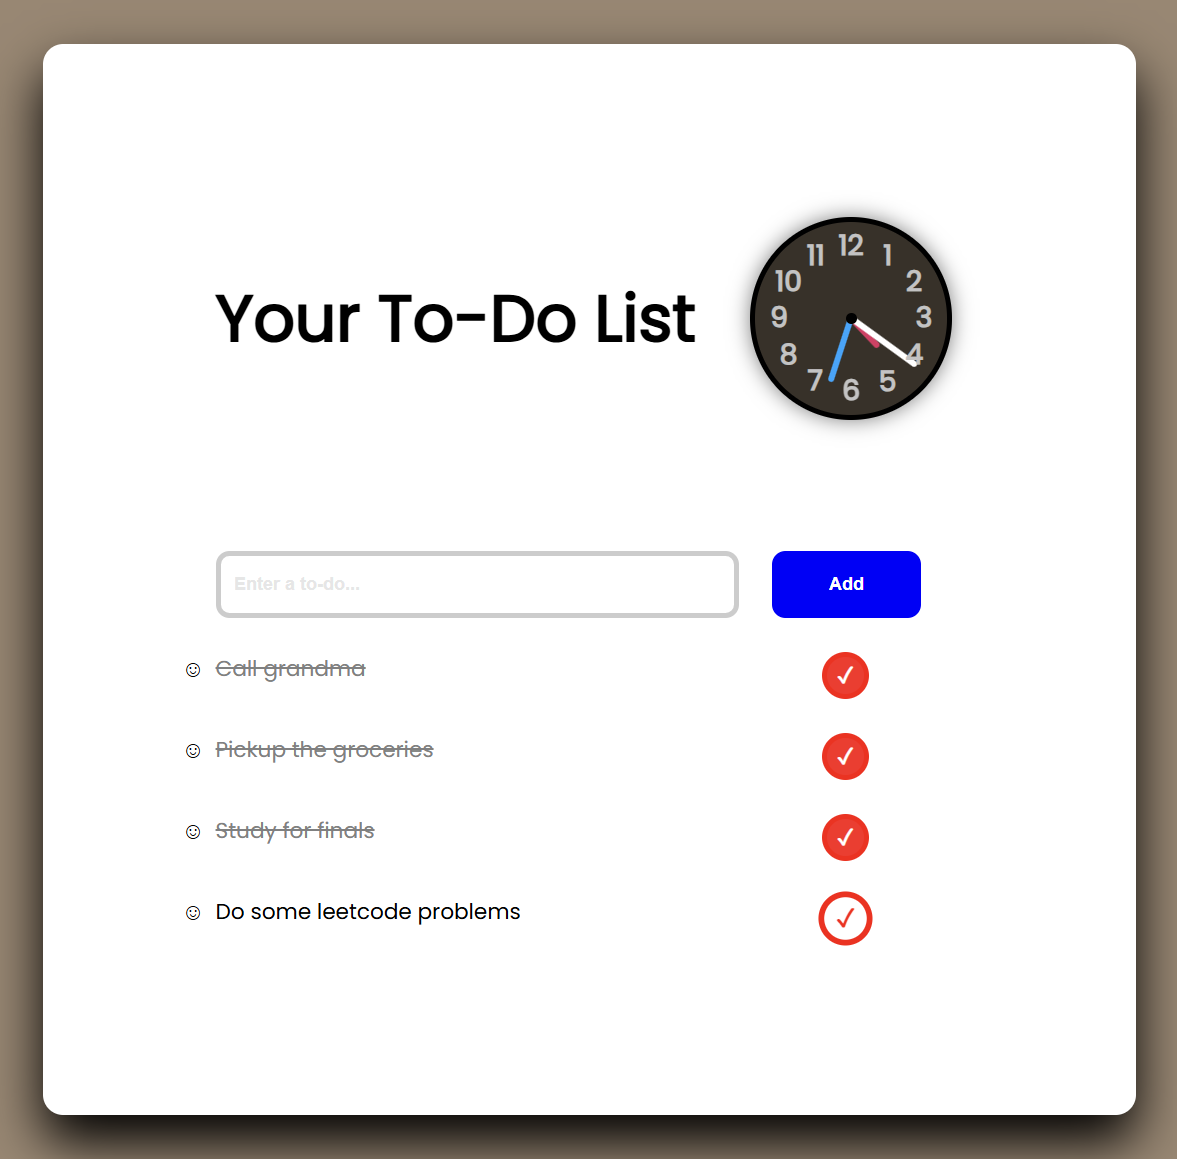 Your To-Do List
12
1
2
3
4
5
6
7
8
9
10
11
Enter a to-do...
Add
Call grandma
Pickup the groceries
Study for finals
Do some leetcode problems